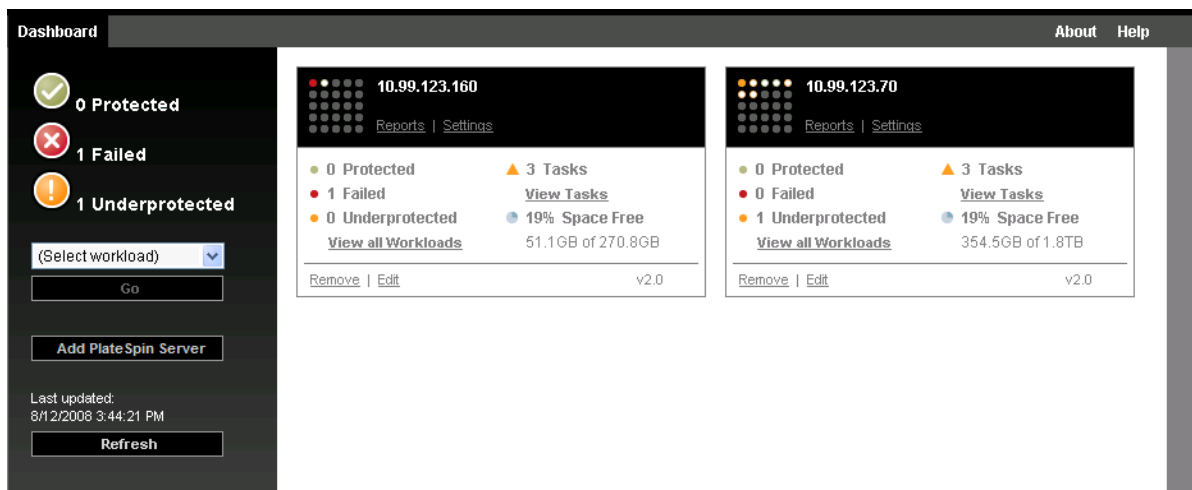 Dashboard
About Help
0 Protected
1 Failed
1 Underprotected
(Select workload)
Go
Add PlateSpin Server
Last updated:
8/12/2008 3:44:21 PM
Refresh
10.99.123.160
Reports | Settings
0 Protected
1 Failed
0 Underprotected
View all Workloads
3 Tasks
View Tasks
19% Space Free
51.1GB of 270.8GB
Remove | Edit
v2.0
10.99.123.70
Reports | Settings
0 Protected
0 Failed
1 Underprotected
View all Workloads
3 Tasks
View Tasks
19% Space Free
354.5GB of 1.8TB
Remove | Edit
v2.0